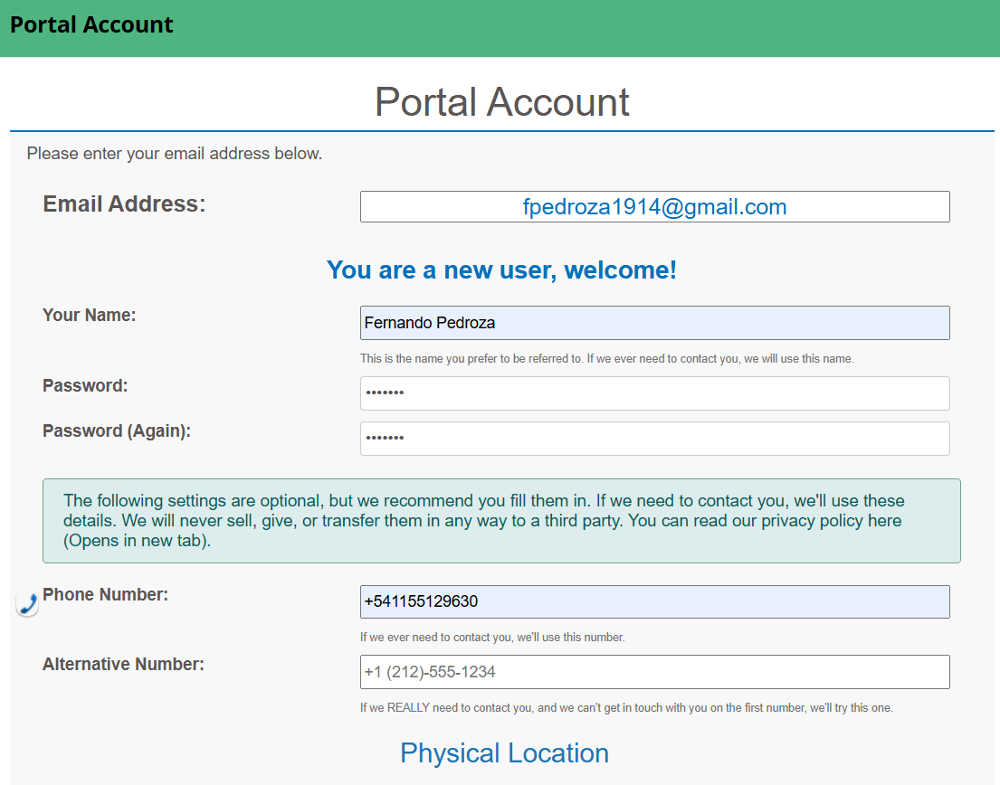 Portal Account
Portal Account
Please enter your email address below.
Email Address:
fpedroza1914@gmail.com
You are a new user, welcome!
Your Name:
Fernando Pedroza
This is the name you prefer to be referred to. If we ever need to contact you, we will use this name.
Password:
•••••••
Password (Again):
•••••••
The following settings are optional, but we recommend you fill them in. If we need to contact you, we'll use these
details. We will never sell, give, or transfer them in any way to a third party. You can read our privacy policy here
(Opens in new tab).
Phone Number:
+541155129630
If we ever need to contact you, we'll use this number.
Alternative Number:
+1 (212)-555-1234
If we REALLY need to contact you, and we can't get in touch with you on the first number, we'll try this one.
Physical Location